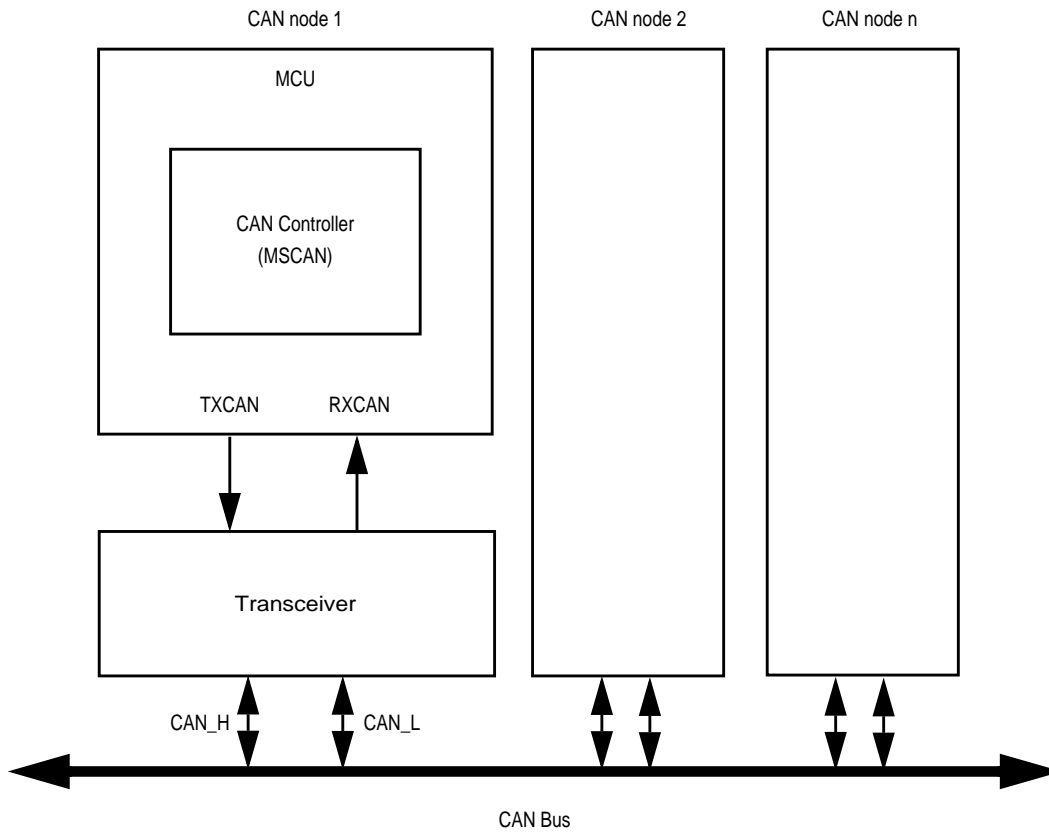 CAN node 1
CAN node 2
CAN node n
MCU
CAN Controller
(MSCAN)
TXCAN
RXCAN
Transceiver
CAN_H
CAN_L
CAN Bus